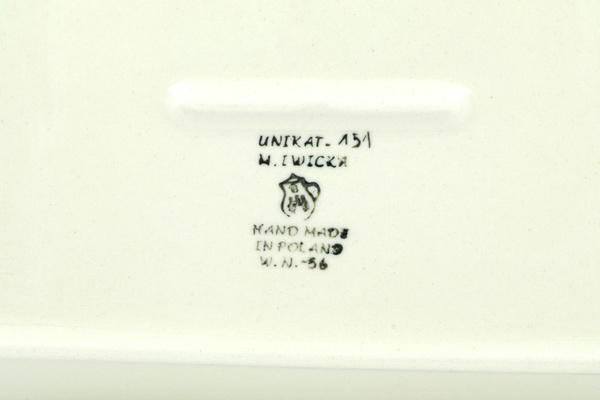 UNIKAT-151
M. IWICKA
HAND MADE
IN POLAND
W.N.-56